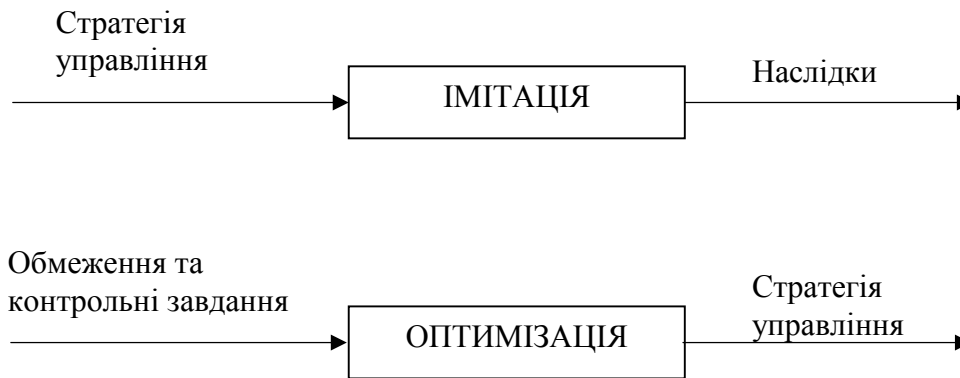 Стратегія
управління
ІМІТАЦІЯ
Наслідки
Обмеження та
контрольні завдання
ОПТИМІЗАЦІЯ
Стратегія
управління